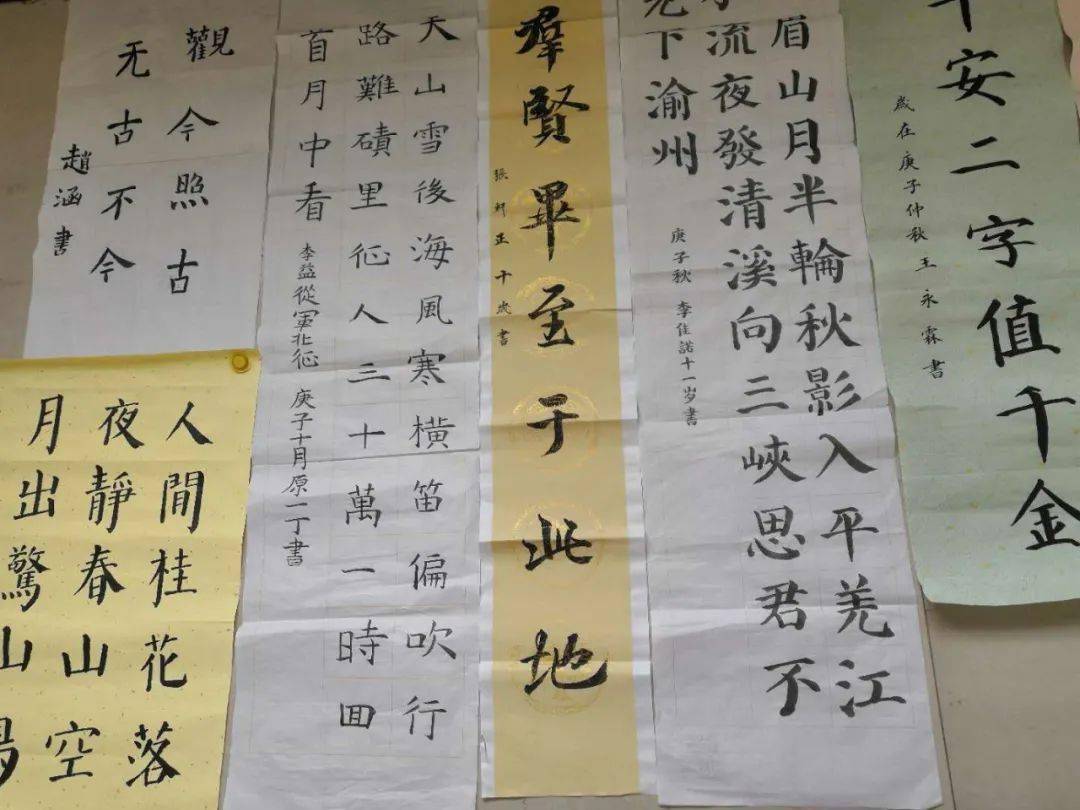 安二字值千金
歲在庚子仲秋王永霖書
眉山月半輪秋影入平羌江
流夜發清溪向三峽思君不
下渝州
庚子秋 李佳諾十一岁書
羣賢畢至于此地
張轩正十歲書
天山雪後海風寒橫笛偏吹行
路難磧里征人三十萬一時回
首月中看
李益從軍北征 庚子十月原一丁書
觀今照古
无古不今
趙涵書
人閒桂花落
夜靜春山空
月出驚山